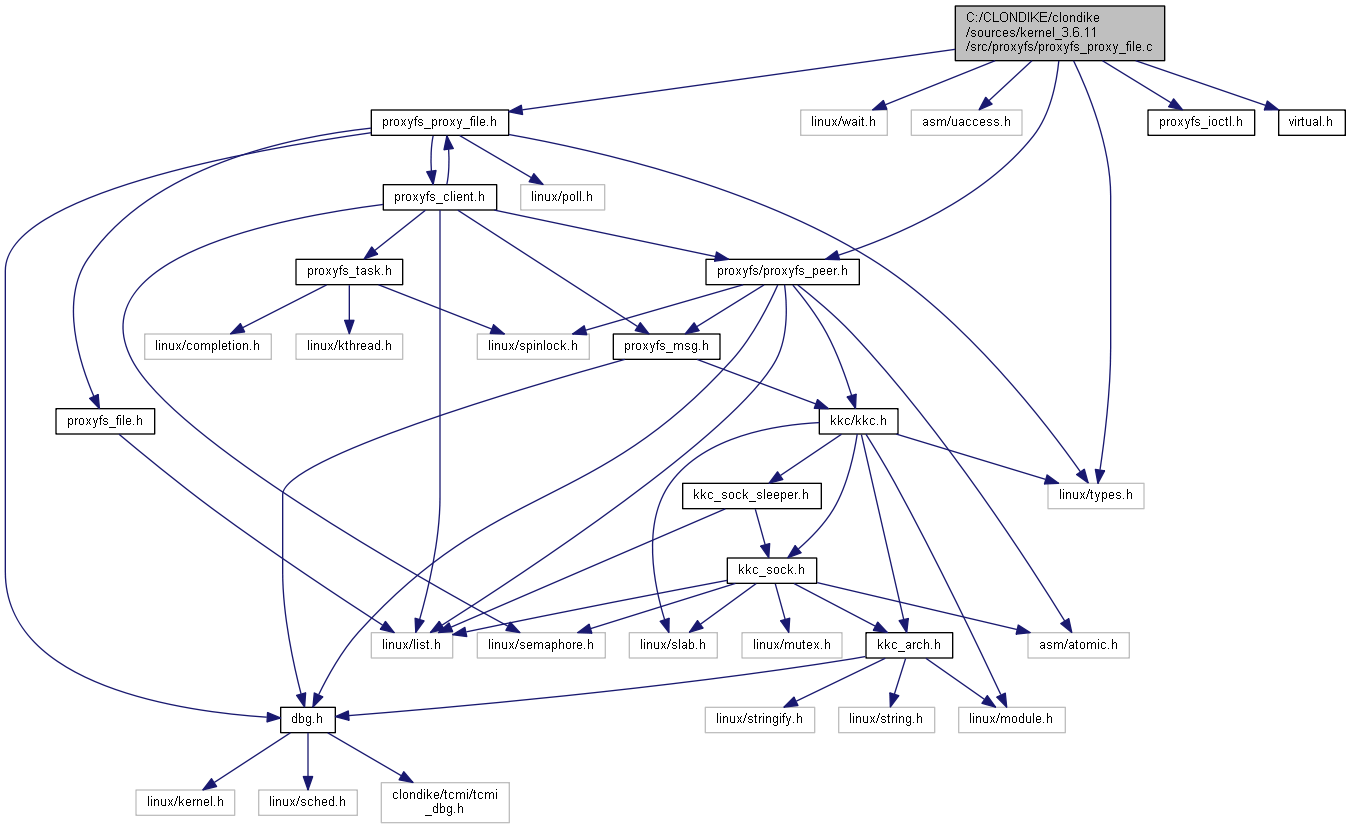 C:/CLONDIKE/clondike
/sources/kernel_3.6.11
/src/proxyfs/proxyfs_proxy_file.c
proxyfs_proxy_file.h
linux/wait.h
asm/uaccess.h
proxyfs_ioctl.h
virtual.h
proxyfs_client.h
linux/poll.h
proxyfs_task.h
proxyfs/proxyfs_peer.h
linux/completion.h
linux/kthread.h
linux/spinlock.h
proxyfs_msg.h
proxyfs_file.h
kkc/kkc.h
kkc_sock_sleeper.h
linux/types.h
kkc_sock.h
linux/list.h
linux/semaphore.h
linux/slab.h
linux/mutex.h
kkc_arch.h
asm/atomic.h
dbg.h
linux/stringify.h
linux/string.h
linux/module.h
linux/kernel.h
linux/sched.h
clondike/tcmi/tcmi
_dbg.h